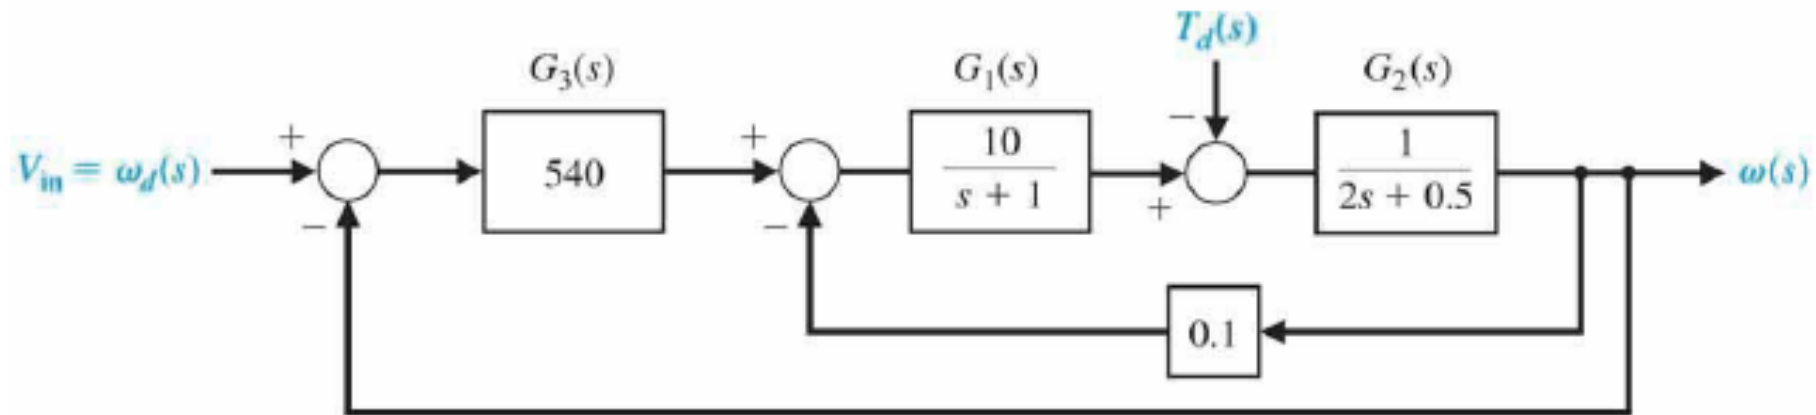 T_d(s)
G_3(s)
G_1(s)
G_2(s)
V_in = ω_d(s)
+
540
+
10
s + 1
−
+
1
2s + 0.5
ω(s)
−
−
0.1